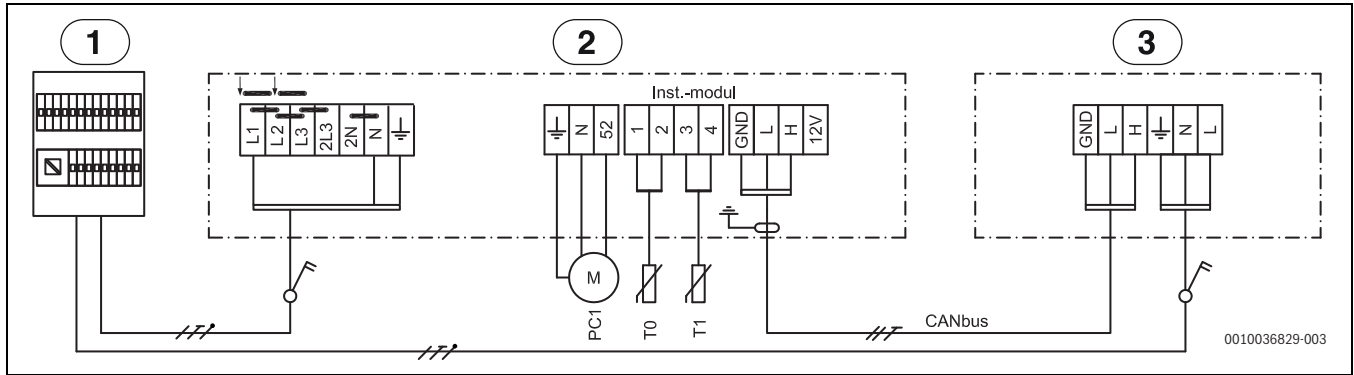 1
2
3
Inst.-modul
L1 L2 L3 2L3 2N N
N 52
1 2 3 4
GND L H 12V
GND L H N L
M
PC1
T0
T1
CANbus
0010036829-003